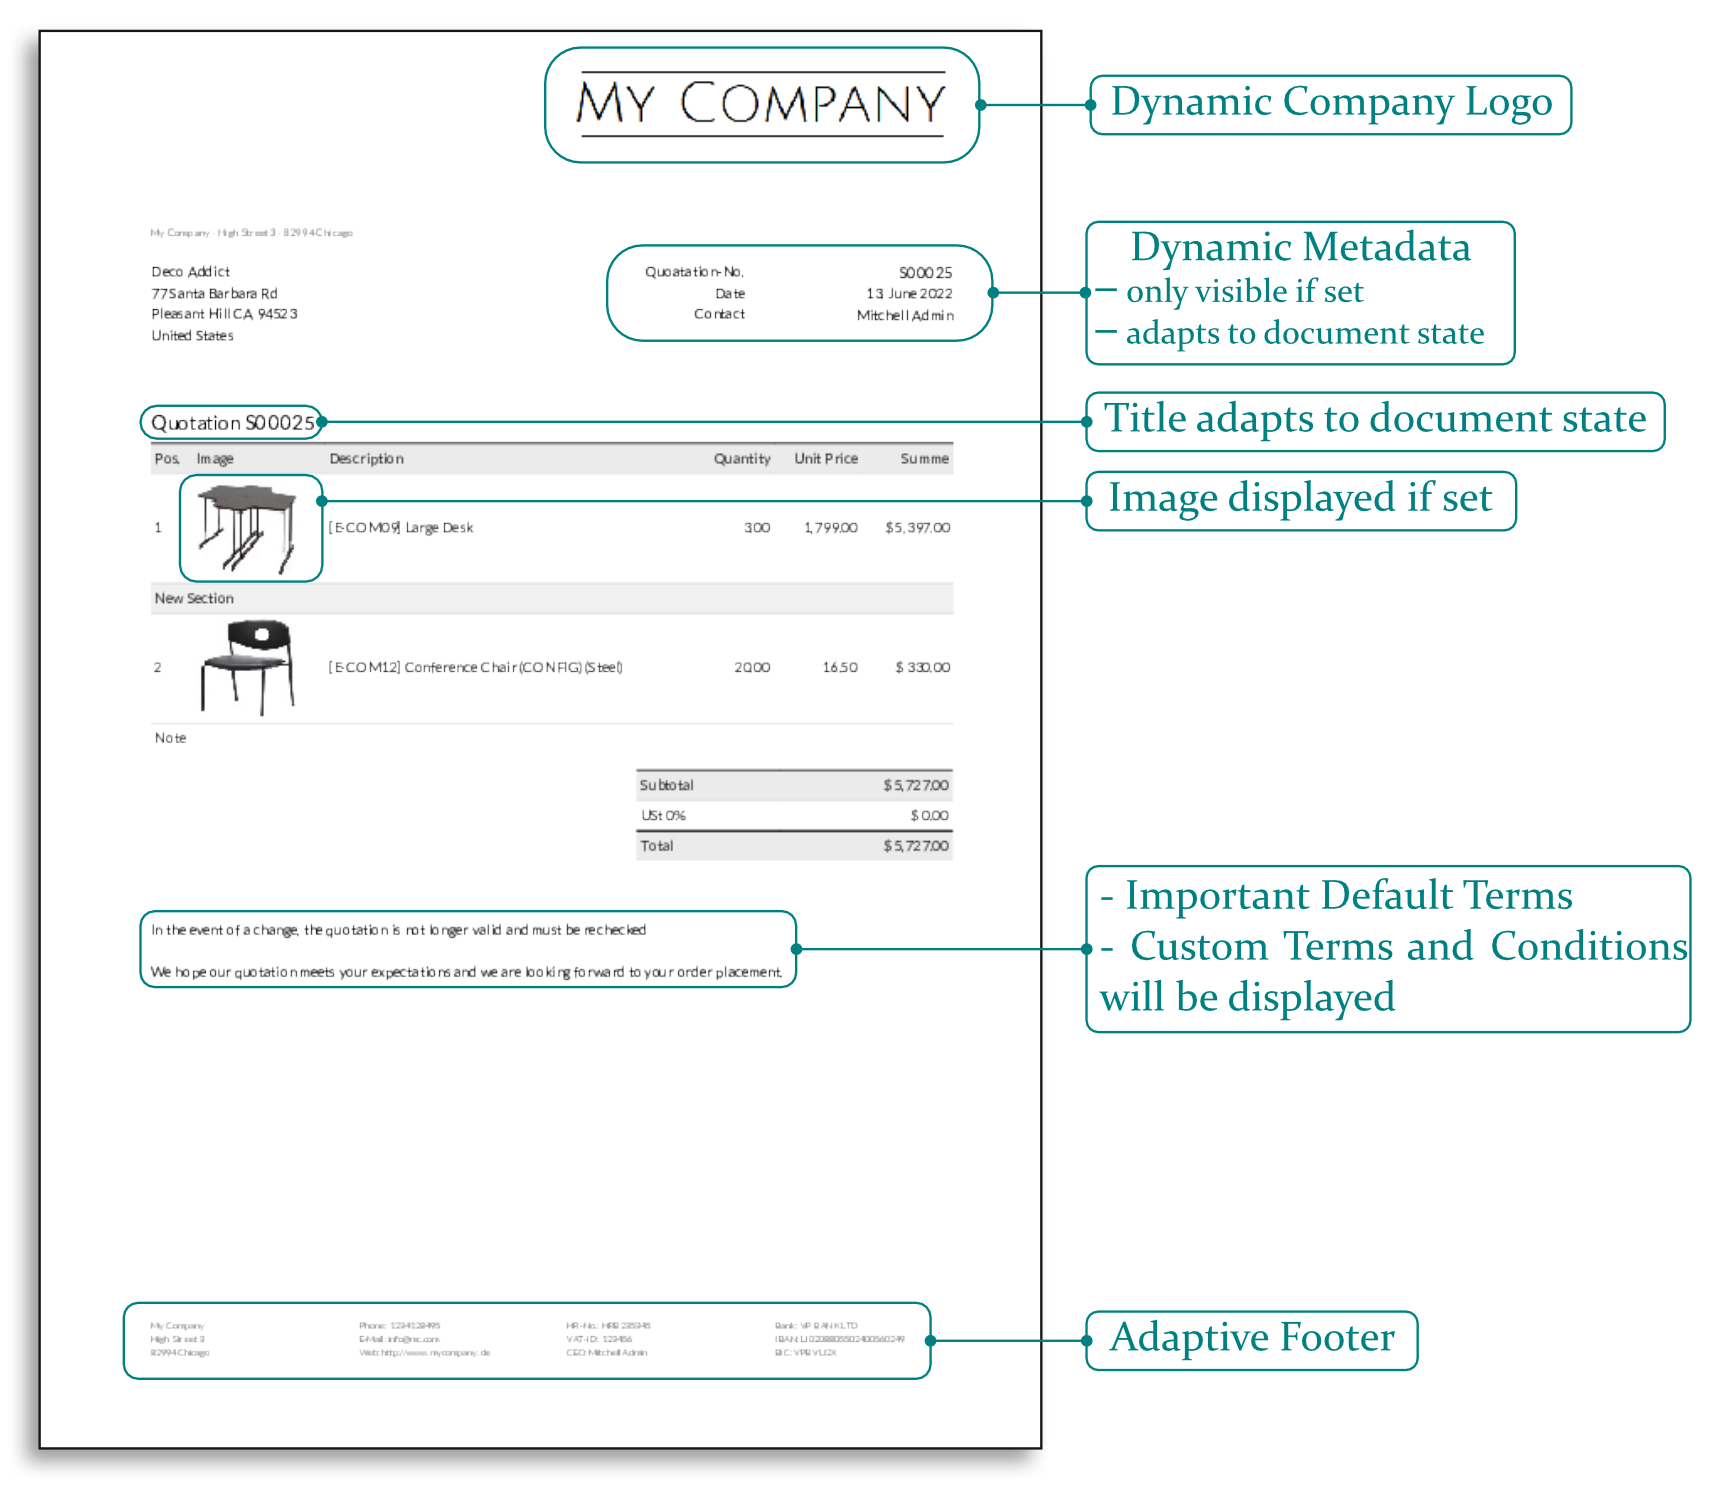 MY COMPANY
Dynamic Company Logo
My Company · High Street 3 · 82994 Chicago
Deco Addict
77 Santa Barbara Rd
Pleasant Hill CA 94523
United States
Quoatation-No. S00025
Date 13. June 2022
Contact Mitchell Admin
Dynamic Metadata
– only visible if set
– adapts to document state
Quotation S00025
Title adapts to document state
Pos. Image Description Quantity Unit Price Summe
Image displayed if set
1 [E-COM09] Large Desk 3.00 1,799.00 $ 5,397.00
New Section
2 [E-COM12] Conference Chair (CONFIG) (Steel) 20.00 16.50 $ 330.00
Note
Subtotal $ 5,727.00
USt 0% $ 0.00
Total $ 5,727.00
In the event of a change, the quotation is not longer valid and must be rechecked
We hope our quotation meets your expectations and we are looking forward to your order placement.
- Important Default Terms
- Custom Terms and Conditions
will be displayed
My Company Phone: 1234128495 HR-No.: HRB 235345 Bank: VP BANK LTD
High Street 3 E-Mail: info@mc.com VAT-ID: 123456 IBAN:
82994 Chicago Web: http://www.mycompany.de CEO: Mitchell Admin BIC: VPBVLI2X
Adaptive Footer